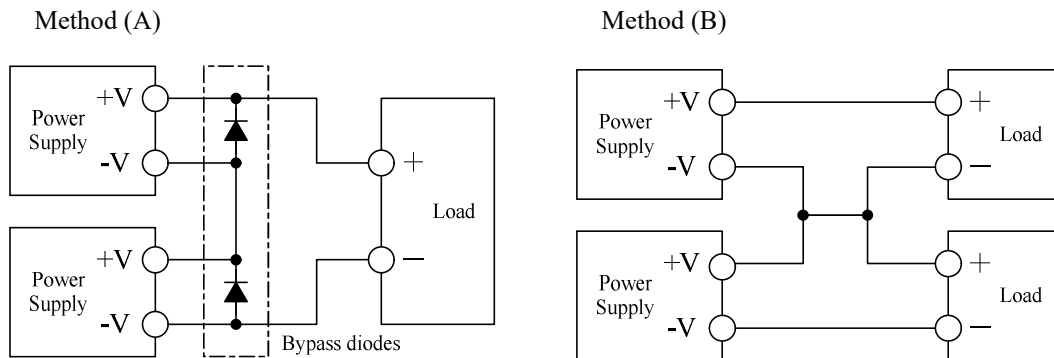 Method (A)
Power
Supply
+V
-V
Power
Supply
+V
-V
+
−
Load
Bypass diodes
Method (B)
Power
Supply
+V
-V
Power
Supply
+V
-V
+
−
Load
+
−
Load